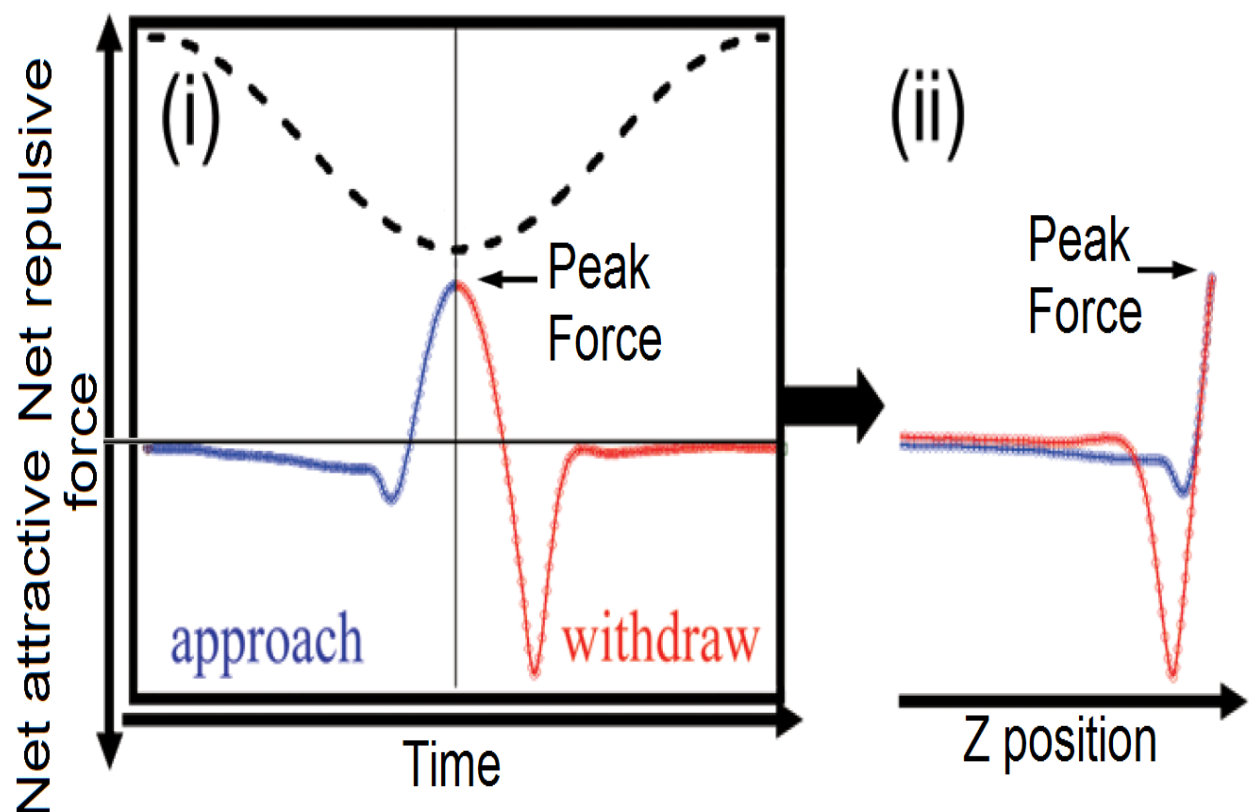 Net attractive Net repulsive
force
(i)
Peak
Force
approach
withdraw
Time
(ii)
Peak
Force
Z position